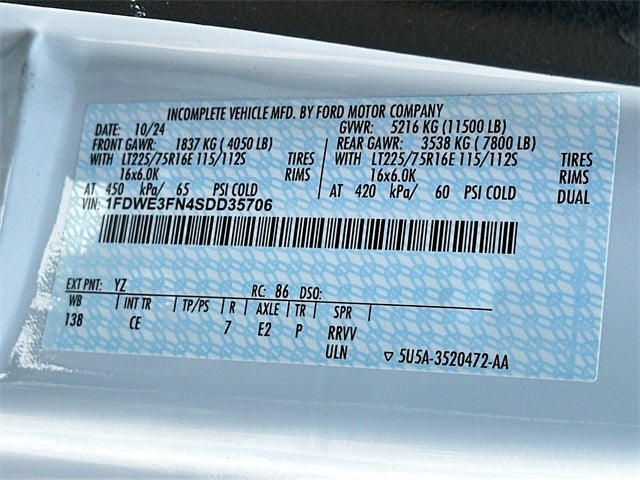 INCOMPLETE VEHICLE MFD. BY FORD MOTOR COMPANY
DATE: 10/24 GVWR: 5216 KG (11500 LB)
FRONT GAWR: 1837 KG (4050 LB) REAR GAWR: 3538 KG (7800 LB)
WITH LT225/75R16E 115/112S TIRES WITH LT225/75R16E 115/112S TIRES
16x6.0K RIMS 16x6.0K RIMS
AT 450 kPa/ 65 PSI COLD AT 420 kPa/ 60 PSI COLD DUAL
VIN: 1FDWE3FN4SDD35706
EXT PNT: YZ RC: 86 DSO:
WB INT TR TP/PS R AXLE TR SPR
138 CE 7 E2 P RRVV
ULN 5U5A-3520472-AA